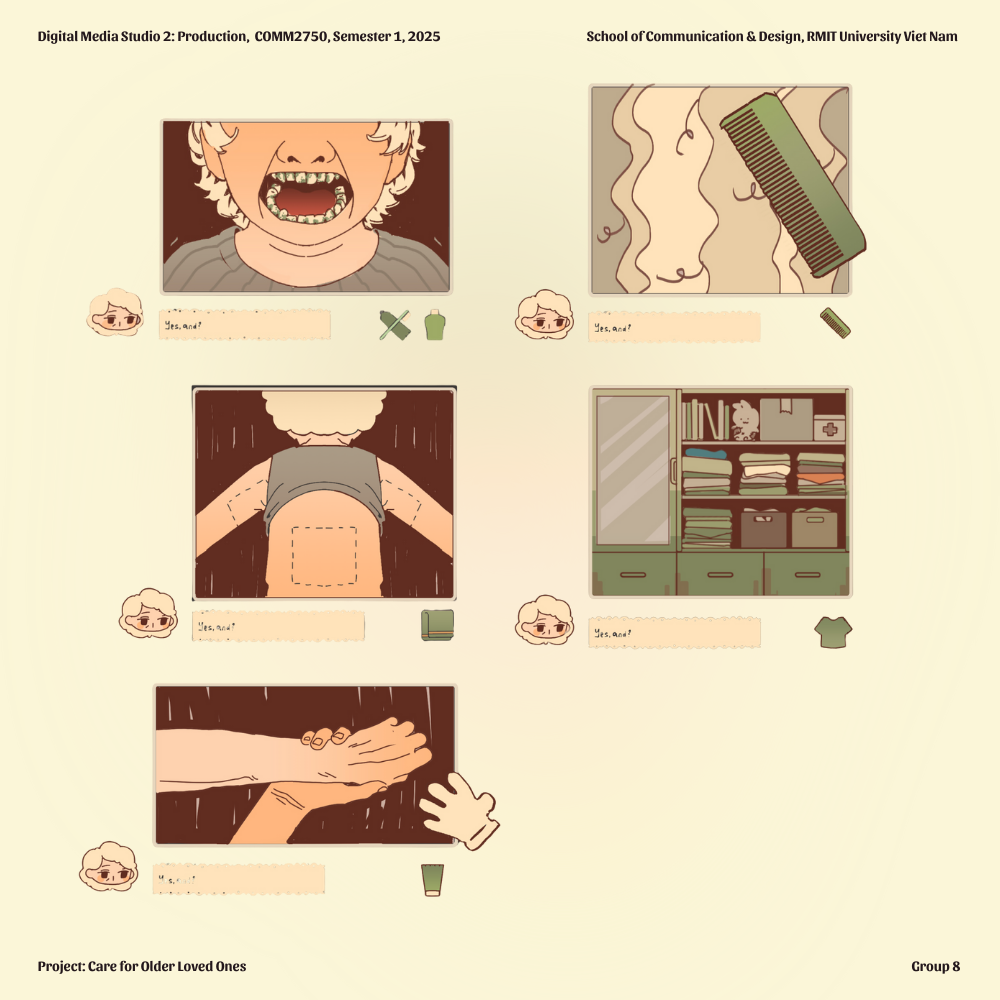 Digital Media Studio 2: Production, COMM2750, Semester 1, 2025
School of Communication & Design, RMIT University Viet Nam
Yes, and?
Yes, and?
Yes, and?
Yes, and?
Project: Care for Older Loved Ones
Group 8